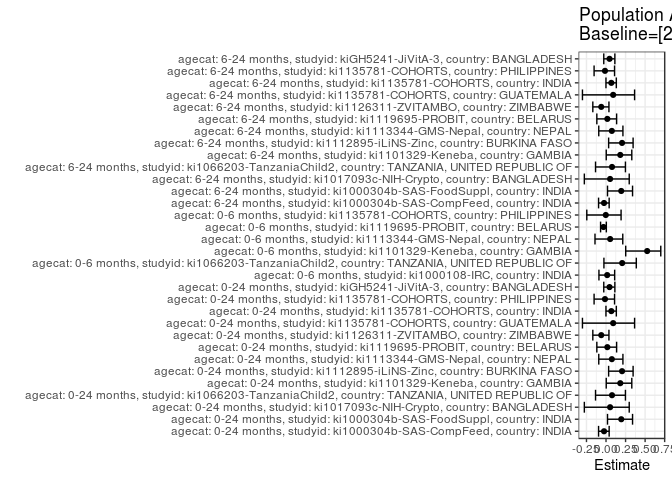 Population A
Baseline=[2
agecat: 6-24 months, studyid: kiGH5241-JiVitA-3, country: BANGLADESH
agecat: 6-24 months, studyid: ki1135781-COHORTS, country: PHILIPPINES
agecat: 6-24 months, studyid: ki1135781-COHORTS, country: INDIA
agecat: 6-24 months, studyid: ki1135781-COHORTS, country: GUATEMALA
agecat: 6-24 months, studyid: ki1126311-ZVITAMBO, country: ZIMBABWE
agecat: 6-24 months, studyid: ki1119695-PROBIT, country: BELARUS
agecat: 6-24 months, studyid: ki1113344-GMS-Nepal, country: NEPAL
agecat: 6-24 months, studyid: ki1112895-iLiNS-Zinc, country: BURKINA FASO
agecat: 6-24 months, studyid: ki1101329-Keneba, country: GAMBIA
agecat: 6-24 months, studyid: ki1066203-TanzaniaChild2, country: TANZANIA, UNITED REPUBLIC OF
agecat: 6-24 months, studyid: ki1017093c-NIH-Crypto, country: BANGLADESH
agecat: 6-24 months, studyid: ki1000304b-SAS-FoodSuppl, country: INDIA
agecat: 6-24 months, studyid: ki1000304b-SAS-CompFeed, country: INDIA
agecat: 0-6 months, studyid: ki1135781-COHORTS, country: PHILIPPINES
agecat: 0-6 months, studyid: ki1119695-PROBIT, country: BELARUS
agecat: 0-6 months, studyid: ki1113344-GMS-Nepal, country: NEPAL
agecat: 0-6 months, studyid: ki1101329-Keneba, country: GAMBIA
agecat: 0-6 months, studyid: ki1066203-TanzaniaChild2, country: TANZANIA, UNITED REPUBLIC OF
agecat: 0-6 months, studyid: ki1000108-IRC, country: INDIA
agecat: 0-24 months, studyid: kiGH5241-JiVitA-3, country: BANGLADESH
agecat: 0-24 months, studyid: ki1135781-COHORTS, country: PHILIPPINES
agecat: 0-24 months, studyid: ki1135781-COHORTS, country: INDIA
agecat: 0-24 months, studyid: ki1135781-COHORTS, country: GUATEMALA
agecat: 0-24 months, studyid: ki1126311-ZVITAMBO, country: ZIMBABWE
agecat: 0-24 months, studyid: ki1119695-PROBIT, country: BELARUS
agecat: 0-24 months, studyid: ki1113344-GMS-Nepal, country: NEPAL
agecat: 0-24 months, studyid: ki1112895-iLiNS-Zinc, country: BURKINA FASO
agecat: 0-24 months, studyid: ki1101329-Keneba, country: GAMBIA
agecat: 0-24 months, studyid: ki1066203-TanzaniaChild2, country: TANZANIA, UNITED REPUBLIC OF
agecat: 0-24 months, studyid: ki1017093c-NIH-Crypto, country: BANGLADESH
agecat: 0-24 months, studyid: ki1000304b-SAS-FoodSuppl, country: INDIA
agecat: 0-24 months, studyid: ki1000304b-SAS-CompFeed, country: INDIA
-0.25 0.00 0.25 0.50 0.75
Estimate